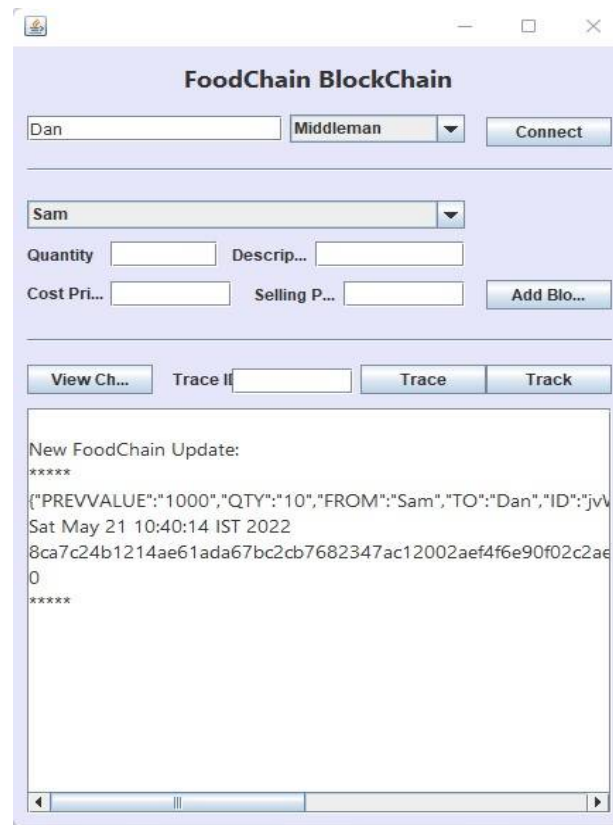 FoodChain BlockChain
Dan Middleman Connect
Sam
Quantity Descrip...
Cost Pri... Selling P... Add Blo...
View Ch... Trace ID Trace Track
New FoodChain Update:
*****
{"PREVVALUE":"1000","QTY":"10","FROM":"Sam","TO":"Dan","ID":"jvV
Sat May 21 10:40:14 IST 2022
8ca7c24b1214ae61ada67bc2cb7682347ac12002aef4f6e90f02c2ae
0
*****